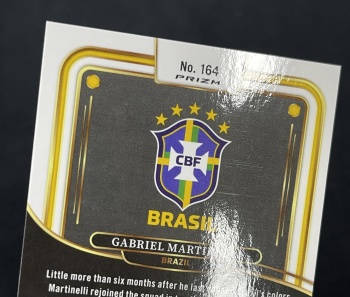 No. 164
PRIZM
CBF
BRASIL
GABRIEL MARTI
BRAZIL
Little more than six months after he last colors
Martinelli rejoined the squad in